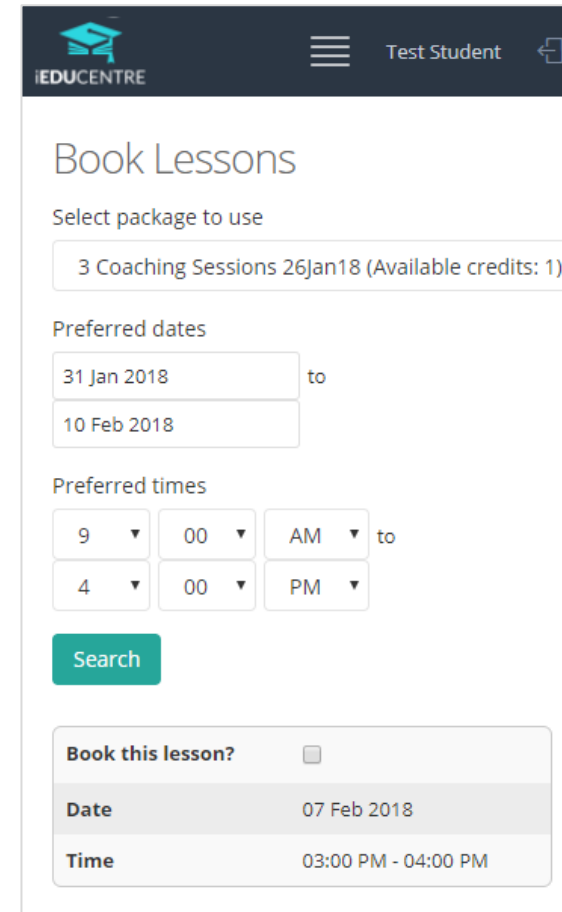 iEDUCENTRE
Test Student
Book Lessons
Select package to use
3 Coaching Sessions 26Jan18 (Available credits: 1)
Preferred dates
31 Jan 2018 to
10 Feb 2018
Preferred times
9 00 AM to
4 00 PM
Search
Book this lesson?
Date 07 Feb 2018
Time 03:00 PM - 04:00 PM